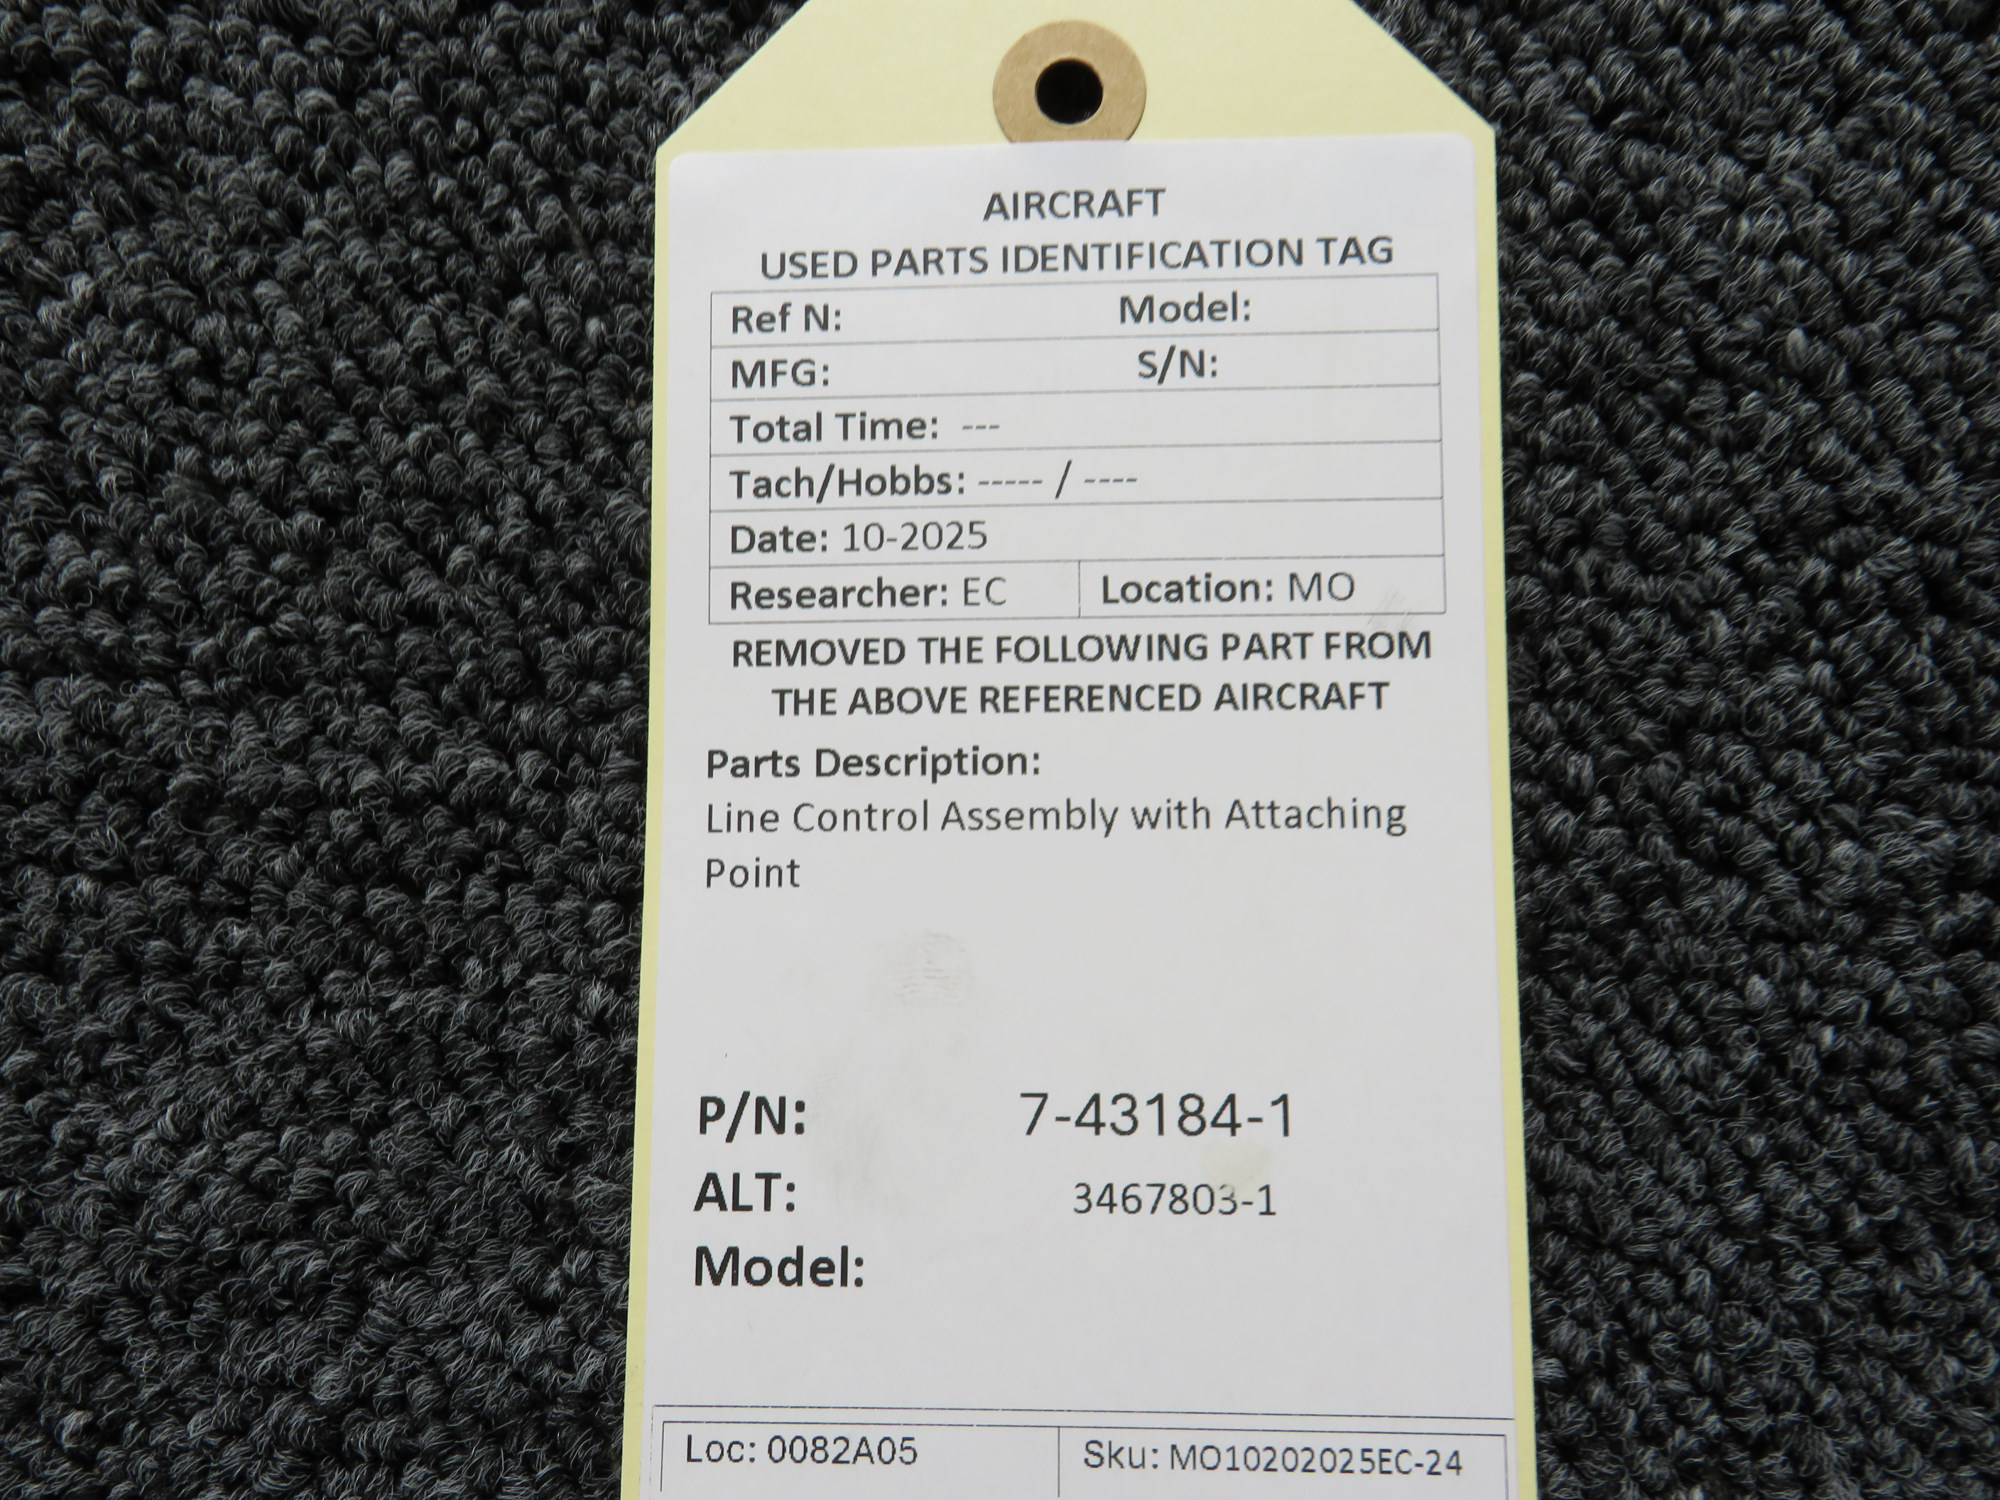 AIRCRAFT
USED PARTS IDENTIFICATION TAG
Ref N: Model:
MFG: S/N:
Total Time: ---
Tach/Hobbs: ----- / ----
Date: 10-2025
Researcher: EC Location: MO
REMOVED THE FOLLOWING PART FROM
THE ABOVE REFERENCED AIRCRAFT
Parts Description:
Line Control Assembly with Attaching
Point
P/N: 7-43184-1
ALT: 3467803-1
Model:
Loc: 0082A05 Sku: MO10202025EC-24